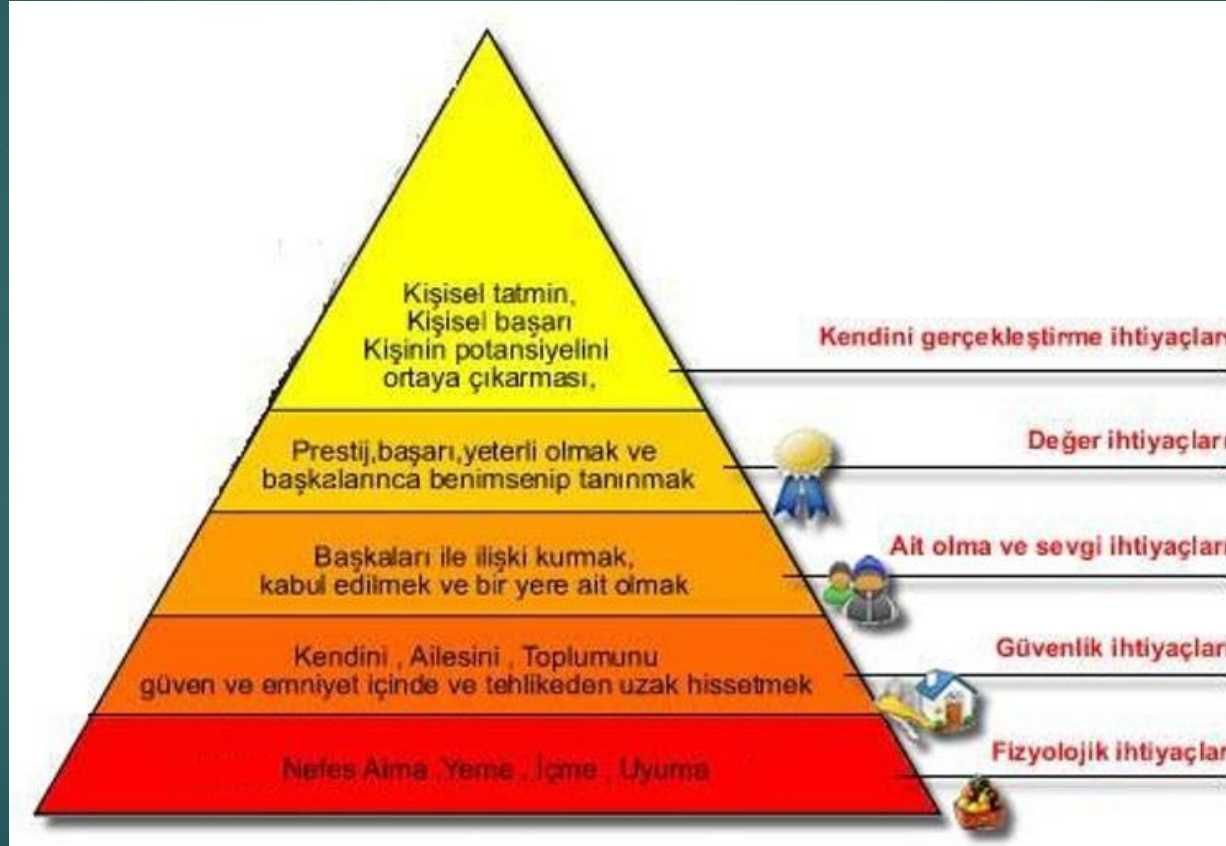 Kişisel tatmin,
Kişisel başarı
Kişinin potansiyelini
ortaya çıkarması,
Kendini gerçekleştirme ihtiyaçları
Prestij,başarı,yeterli olmak ve
başkalarınca benimsenip tanınmak
Değer ihtiyaçları
Başkaları ile ilişki kurmak,
kabul edilmek ve bir yere ait olmak
Ait olma ve sevgi ihtiyaçları
Kendini , Ailesini , Toplumunu
güven ve emniyet içinde ve tehlikeden uzak hissetmek
Güvenlik ihtiyaçları
Nefes Alma ,Yeme , İçme , Uyuma
Fizyolojik ihtiyaçlar